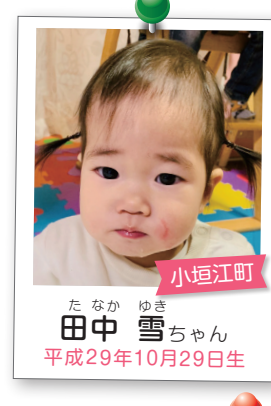 小垣江町
た なか ゆき
田中 雪ちゃん
平成29年10月29日生